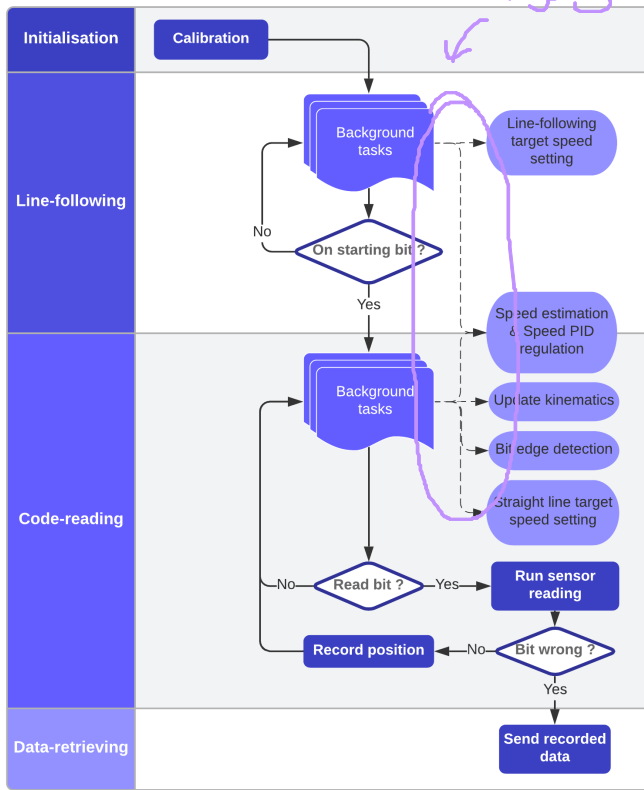 Initialisation
Calibration
Line-following
Background
tasks
Line-following
target speed
setting
No
On starting bit ?
Yes
Speed estimation
& Speed PID
regulation
Code-reading
Background
tasks
Update kinematics
Bit edge detection
Straight line target
speed setting
No
Read bit ?
Yes
Run sensor
reading
Record position
No
Bit wrong ?
Yes
Data-retrieving
Send recorded
data